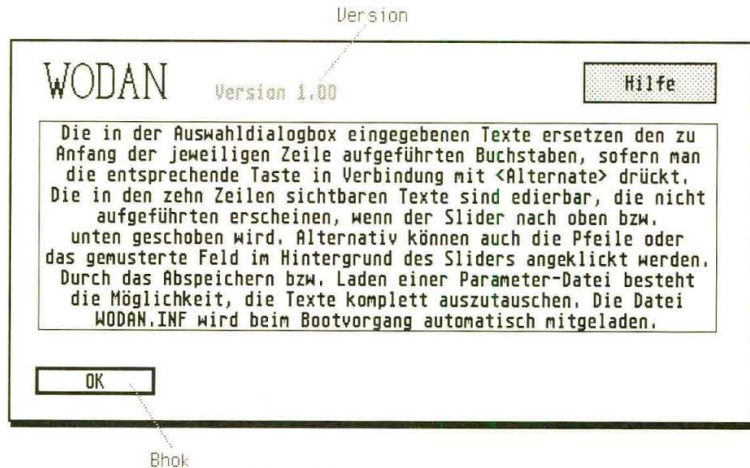 Version
WODAN Version 1.00 Hilfe
Die in der Auswahldialogbox eingegebenen Texte ersetzen den zu
Anfang der jeweiligen Zeile aufgeführten Buchstaben, sofern man
die entsprechende Taste in Verbindung mit <Alternate> drückt.
Die in den zehn Zeilen sichtbaren Texte sind edierbar, die nicht
aufgeführten erscheinen, wenn der Slider nach oben bzw.
unten geschoben wird. Alternativ können auch die Pfeile oder
das gemusterte Feld im Hintergrund des Sliders angeklickt werden.
Durch das Abspeichern bzw. Laden einer Parameter-Datei besteht
die Möglichkeit, die Texte komplett auszutauschen. Die Datei
WODAN.INF wird beim Bootvorgang automatisch mitgeladen.
OK
Bhok